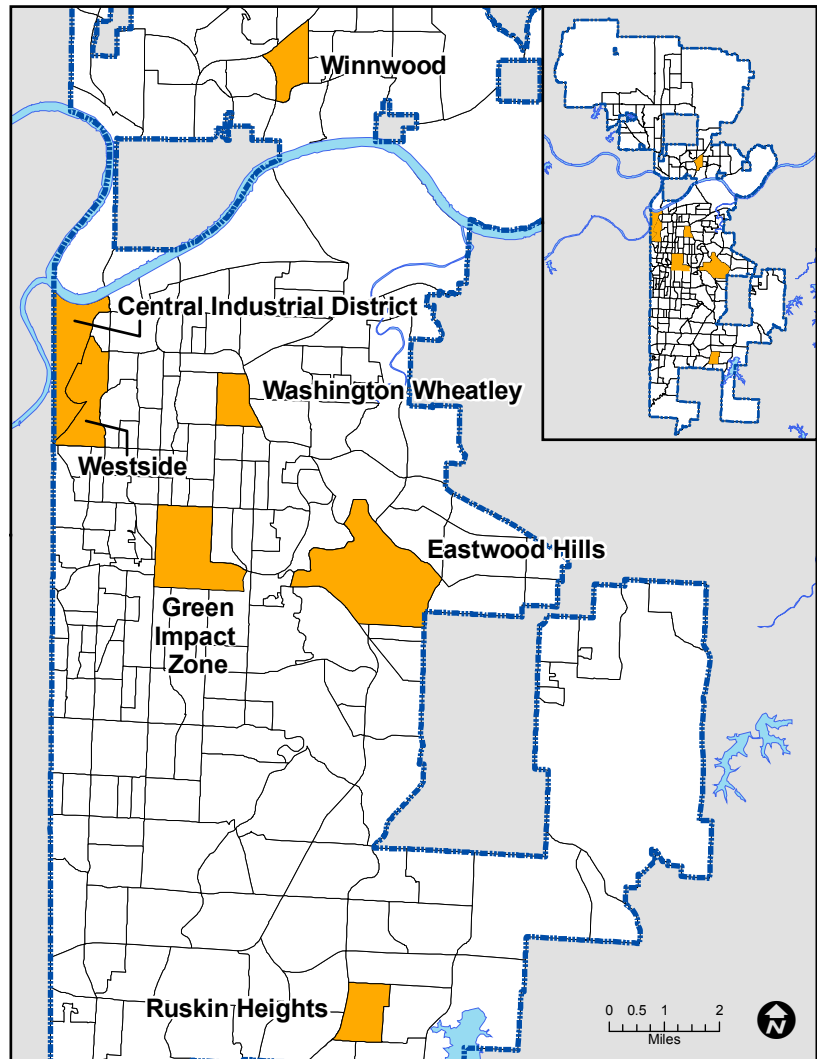 Winnwood
Central Industrial District
Washington Wheatley
Westside
Eastwood Hills
Green
Impact
Zone
Ruskin Heights
0 0.5 1 2
Miles
N